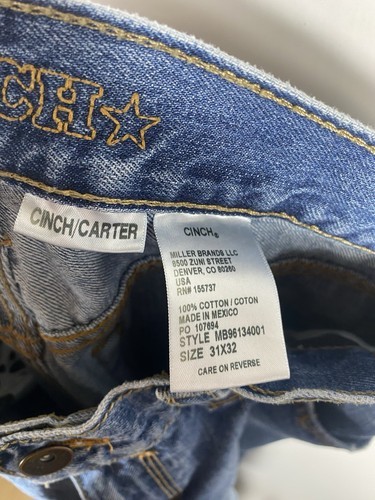 CH☆
CINCH/CARTER
CINCH®
MILLER BRANDS LLC
8500 ZUNI STREET
DENVER, CO 80260
USA
RN# 155737
100% COTTON / COTON
MADE IN MEXICO
PO 107694
STYLE MB96134001
SIZE 31X32
CARE ON REVERSE